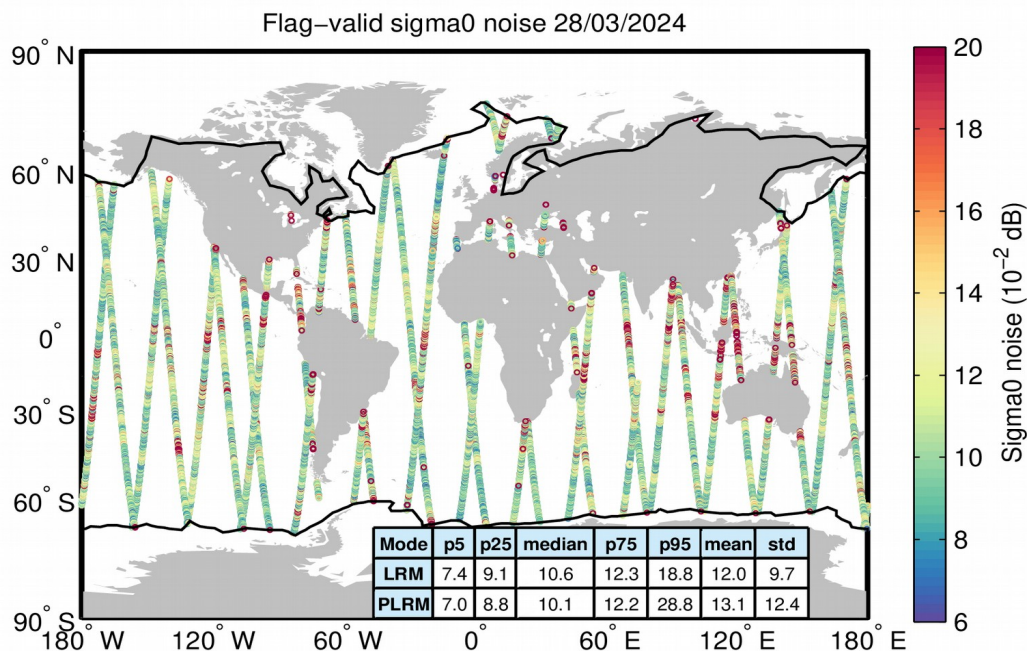 Flag−valid sigma0 noise 28/03/2024
90° N
60° N
30° N
0°
30° S
60° S
90° S
180° W
120° W
60° W
0°
60° E
120° E
180° E
20
18
16
14
12
10
8
6
Sigma0 noise (10⁻² dB)
Mode p5 p25 median p75 p95 mean std
LRM 7.4 9.1 10.6 12.3 18.8 12.0 9.7
PLRM 7.0 8.8 10.1 12.2 28.8 13.1 12.4